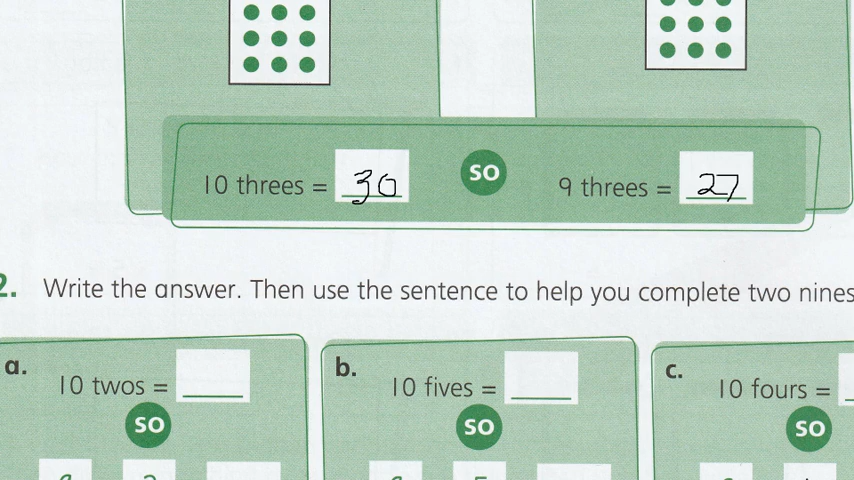 10 threes = 30 SO 9 threes = 27
2. Write the answer. Then use the sentence to help you complete two nines
a. 10 twos =
SO
b. 10 fives =
SO
c. 10 fours =
SO